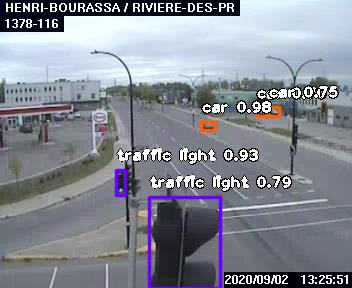 HENRI-BOURASSA / RIVIERE-DES-PR
1378-116
car 0.75
car 0.98
traffic light 0.93
traffic light 0.79
2020/09/02 13:25:51